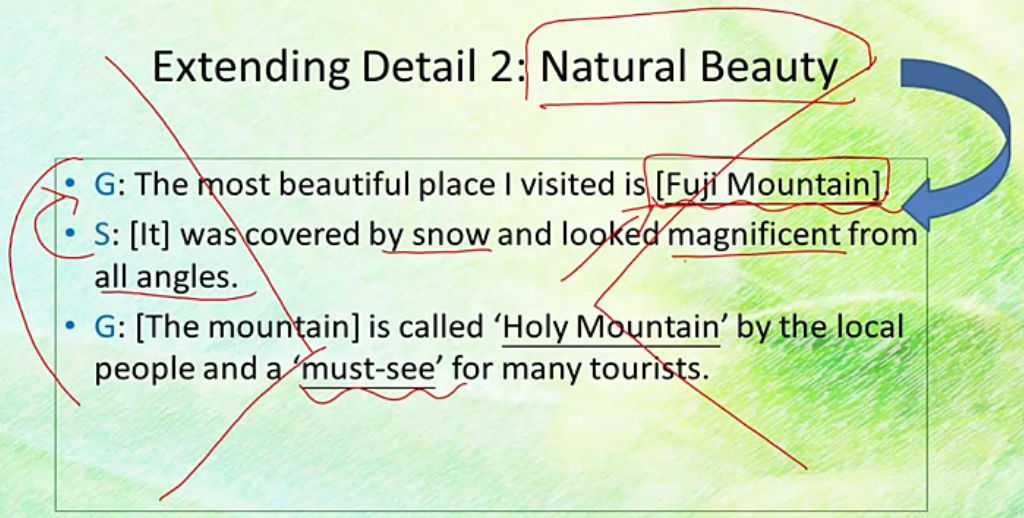 Extending Detail 2: Natural Beauty
• G: The most beautiful place I visited is [Fuji Mountain].
• S: [It] was covered by snow and looked magnificent from
all angles.
• G: [The mountain] is called ‘Holy Mountain’ by the local
people and a ‘must-see’ for many tourists.